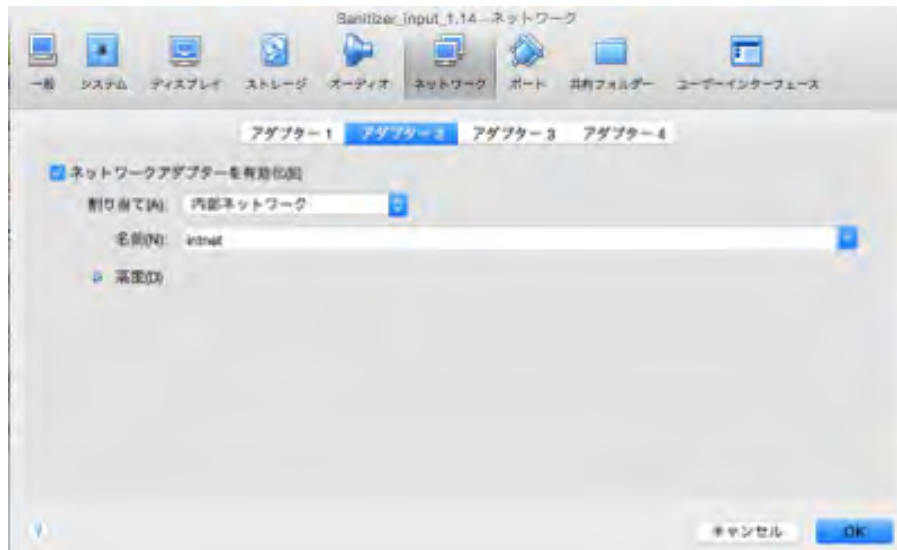 Sanitizer_input_1.14 - ネットワーク
一般 システム ディスプレイ ストレージ オーディオ ネットワーク ポート 共有フォルダー ユーザーインターフェース
アダプター 1 アダプター 2 アダプター 3 アダプター 4
ネットワークアダプターを有効化(E)
割り当て(A): 内部ネットワーク
名前(N): intnet
高度(D)
キャンセル OK